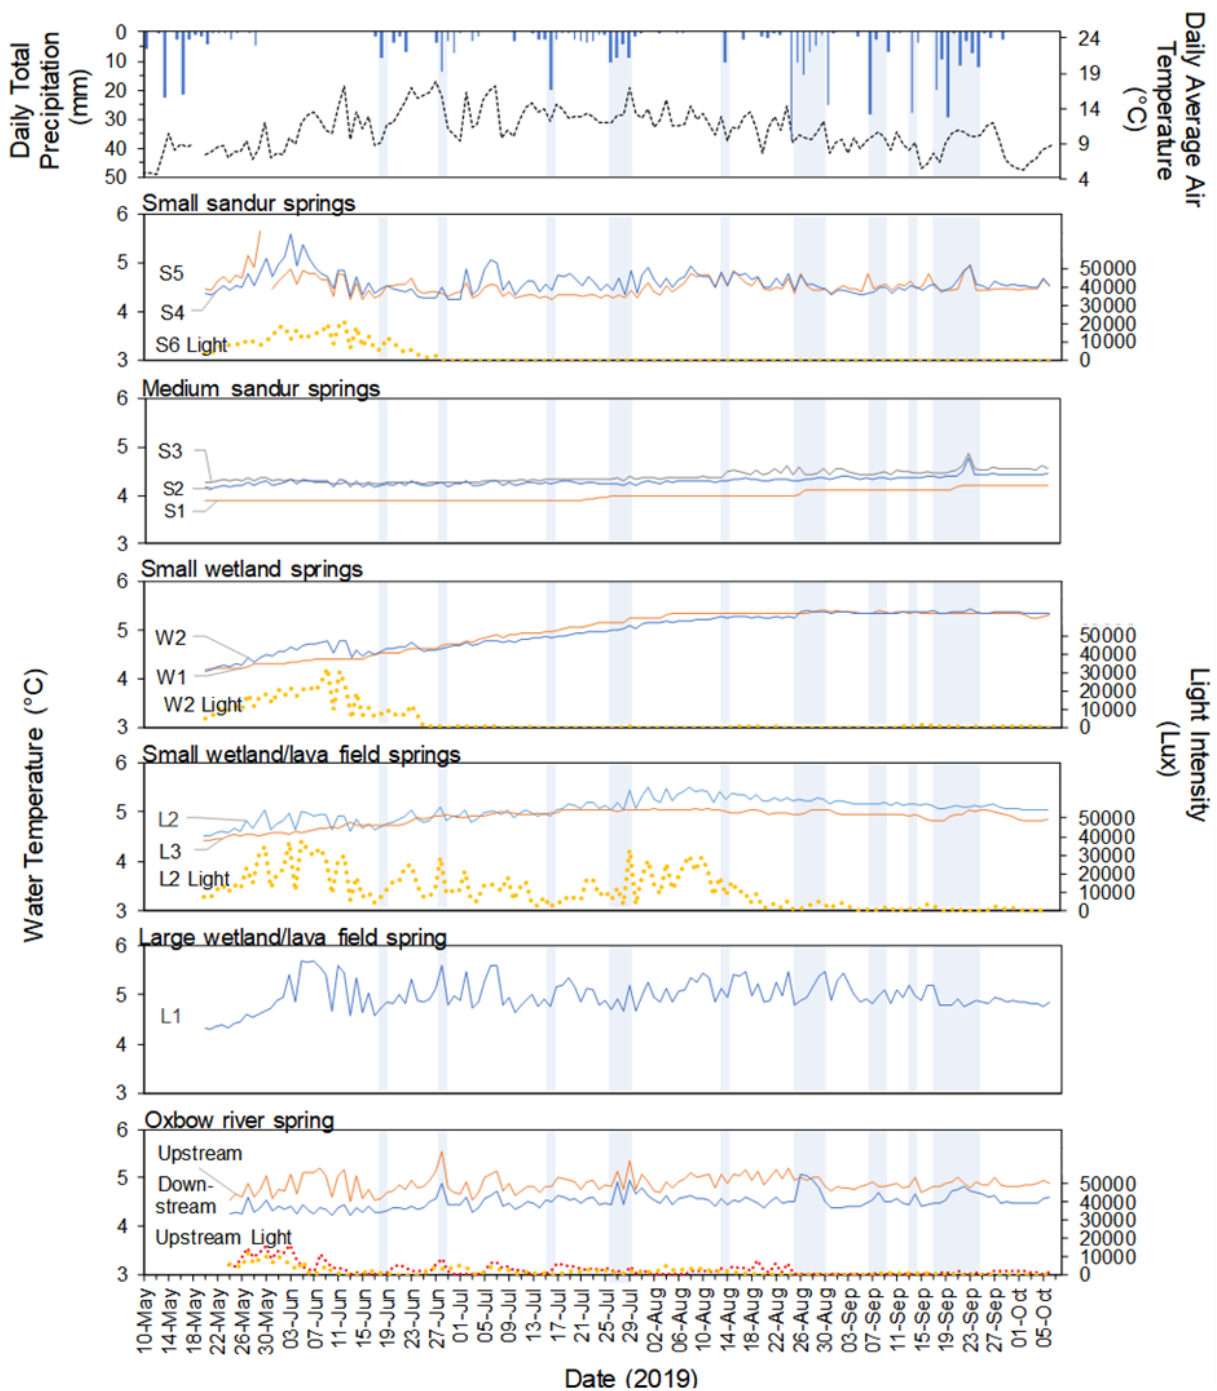 Daily Total
Precipitation
(mm)
0
10
20
30
40
50
24
19
14
9
4
Daily Average Air
Temperature
(°C)
Small sandur springs
6
5
4
3
S5
S4
S6 Light
50000
40000
30000
20000
10000
0
Medium sandur springs
6
5
4
3
S3
S2
S1
Small wetland springs
6
5
4
3
W2
W1
W2 Light
50000
40000
30000
20000
10000
0
Small wetland/lava field springs
6
5
4
3
L2
L3
L2 Light
50000
40000
30000
20000
10000
0
Large wetland/lava field spring
6
5
4
3
L1
Oxbow river spring
6
5
4
3
Upstream
Down-
stream
Upstream Light
50000
40000
30000
20000
10000
0
Water Temperature (°C)
Light Intensity
(Lux)
10-May
14-May
18-May
22-May
26-May
30-May
03-Jun
07-Jun
11-Jun
15-Jun
19-Jun
23-Jun
27-Jun
01-Jul
05-Jul
09-Jul
13-Jul
17-Jul
21-Jul
25-Jul
29-Jul
02-Aug
06-Aug
10-Aug
14-Aug
18-Aug
22-Aug
26-Aug
30-Aug
03-Sep
07-Sep
11-Sep
15-Sep
19-Sep
23-Sep
27-Sep
01-Oct
05-Oct
Date (2019)